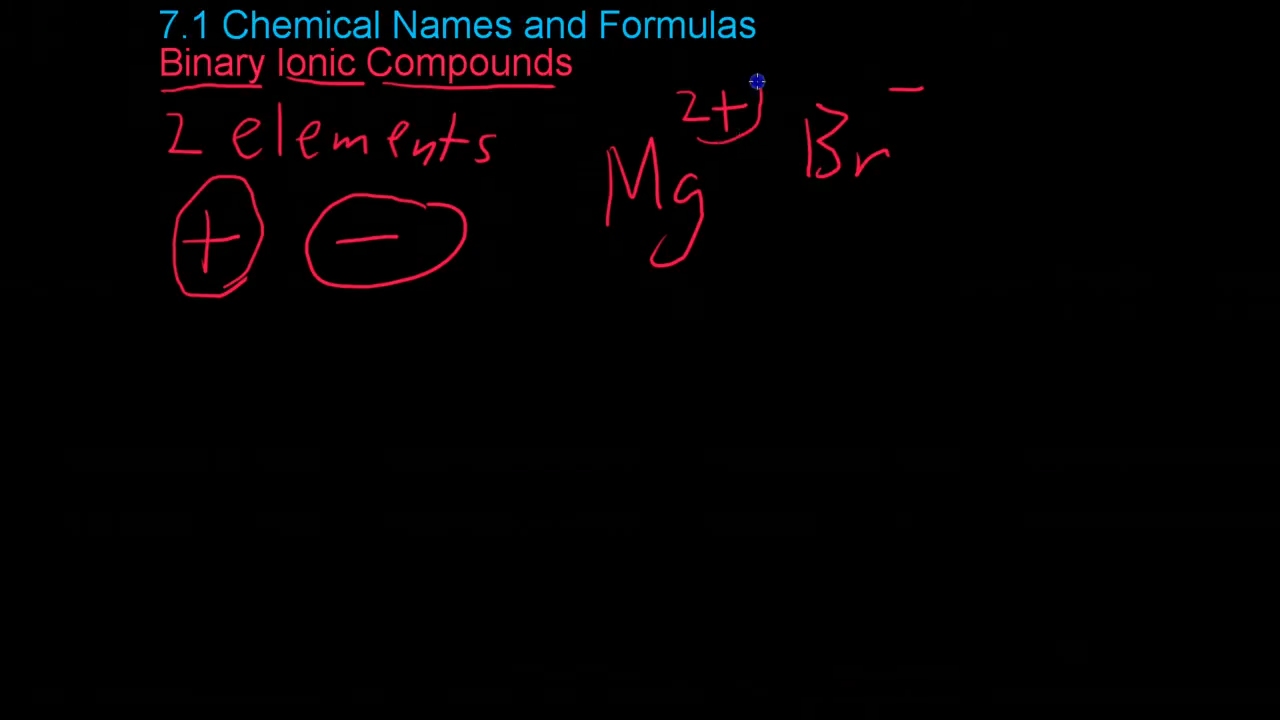 7.1 Chemical Names and Formulas
Binary Ionic Compounds
2 elements
+ −
Mg²⁺ Br⁻